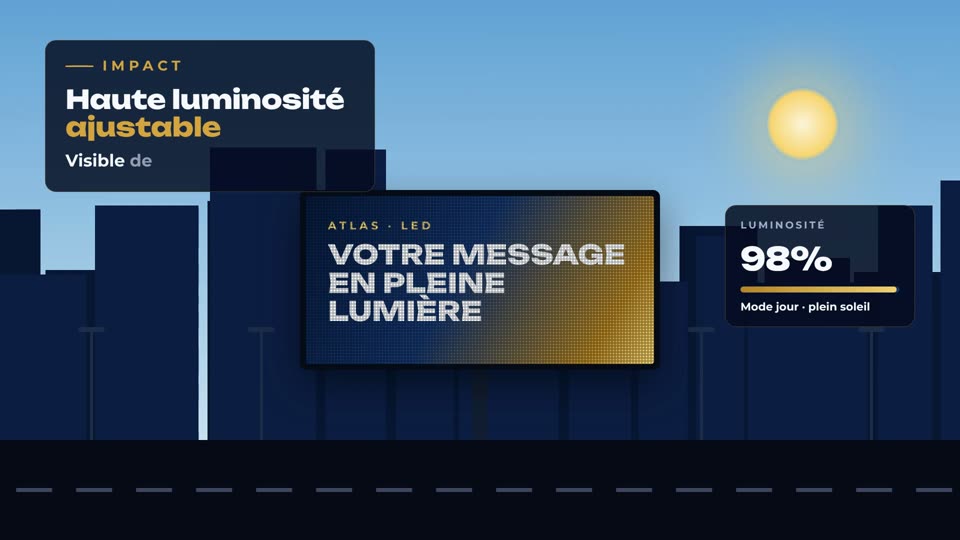 IMPACT
Haute luminosité
ajustable
Visible de
ATLAS · LED
VOTRE MESSAGE
EN PLEINE
LUMIÈRE
LUMINOSITÉ
98%
Mode jour · plein soleil